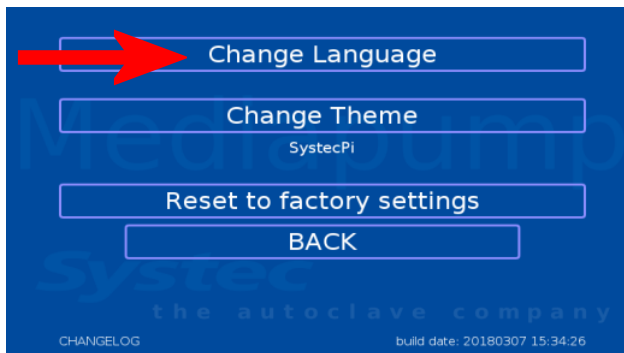 Change Language
Change Theme
SystecPi
Mediapump
Reset to factory settings
BACK
Systec
the autoclave company
CHANGELOG
build date: 20180307 15:34:26